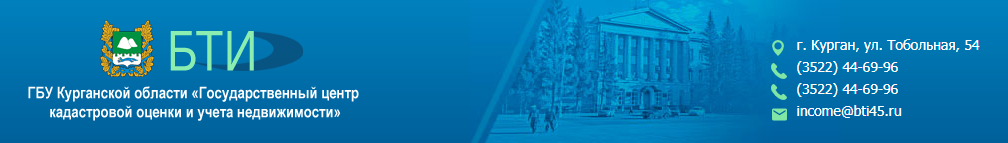 БТИ
ГБУ Курганской области «Государственный центр
кадастровой оценки и учета недвижимости»
г. Курган, ул. Тобольная, 54
(3522) 44-69-96
(3522) 44-69-96
income@bti45.ru